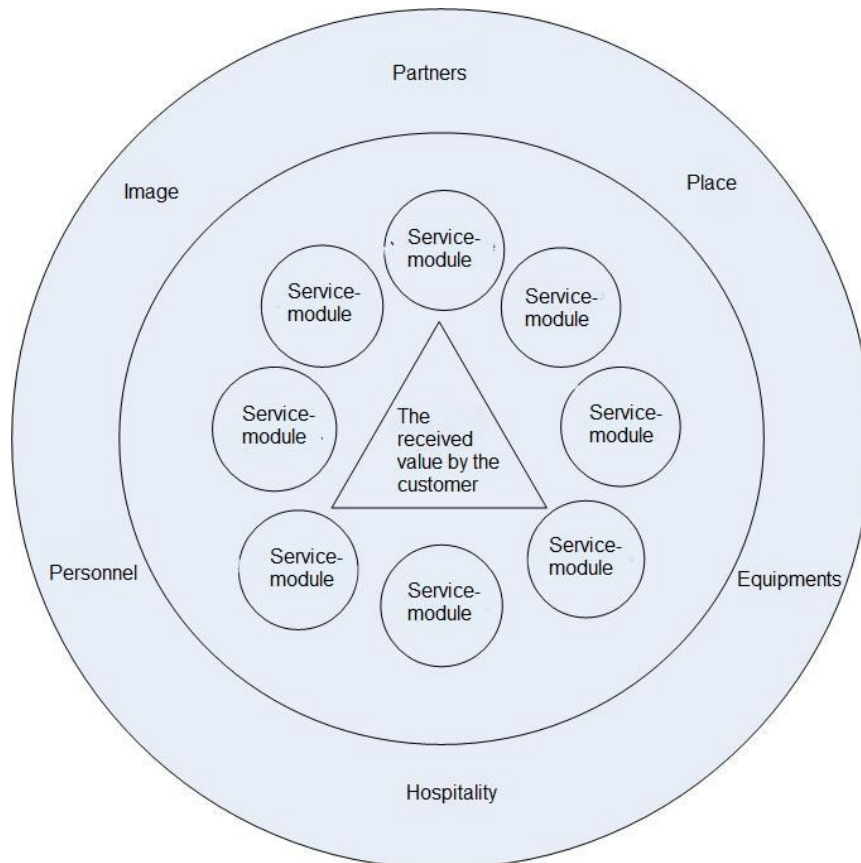 Partners
Image
Place
Service-
module
Service-
module
Service-
module
Service-
module
Service-
module
The
received
value by the
customer
Service-
module
Service-
module
Service-
module
Personnel
Equipments
Hospitality